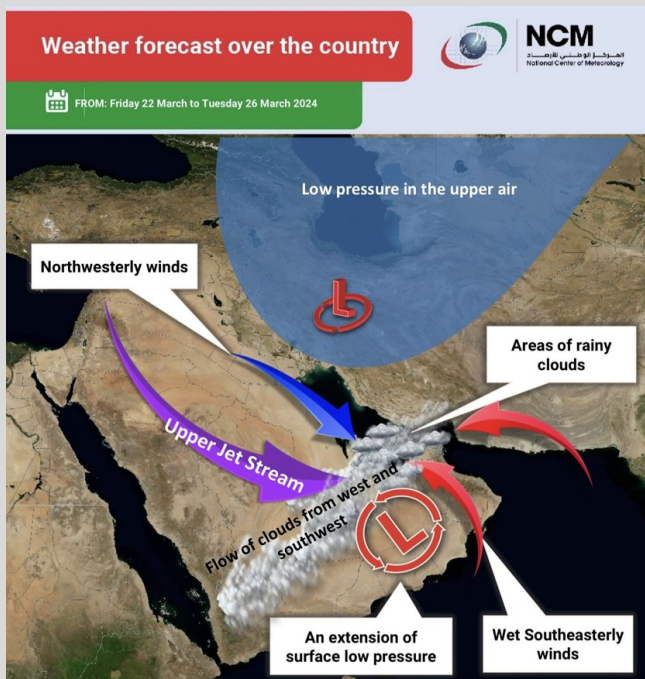 Weather forecast over the country
NCM
المركز الوطني للأرصاد
National Center of Meteorology
FROM: Friday 22 March to Tuesday 26 March 2024
Low pressure in the upper air
Northwesterly winds
L
Areas of rainy
clouds
Upper Jet Stream
Flow of clouds from west and
southwest
L
An extension of
surface low pressure
Wet Southeasterly
winds